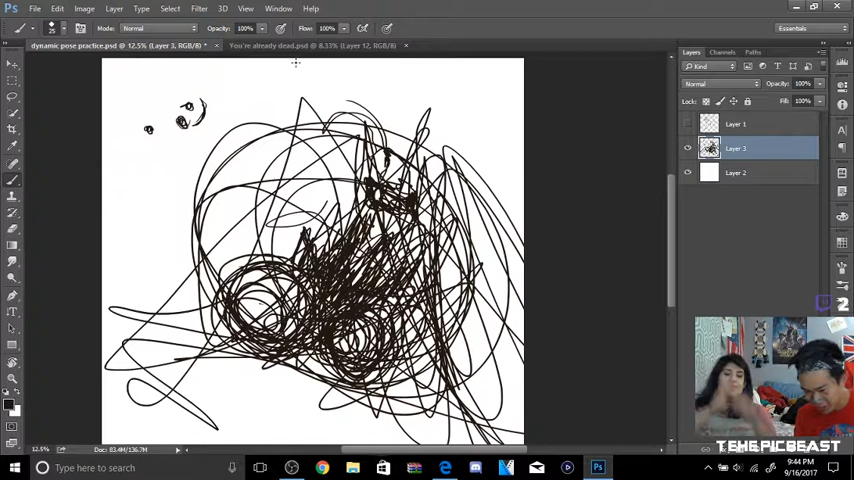 Ps File Edit Image Layer Type Select Filter 3D View Window Help
25 Mode: Normal Opacity: 100% Flow: 100% Essentials
dynamic pose practice.psd @ 12.5% (Layer 3, RGB/8) * × You're already dead.psd @ 8.33% (Layer 12, RGB/8) ×
Layers Channels Paths
Kind
Normal Opacity: 100%
Lock: Fill: 100%
Layer 1
Layer 3
Layer 2
2
12.5% Doc: 83.4M/136.7M
TEHEPICBEAST
Type here to search
Ps
9:44 PM
9/16/2017